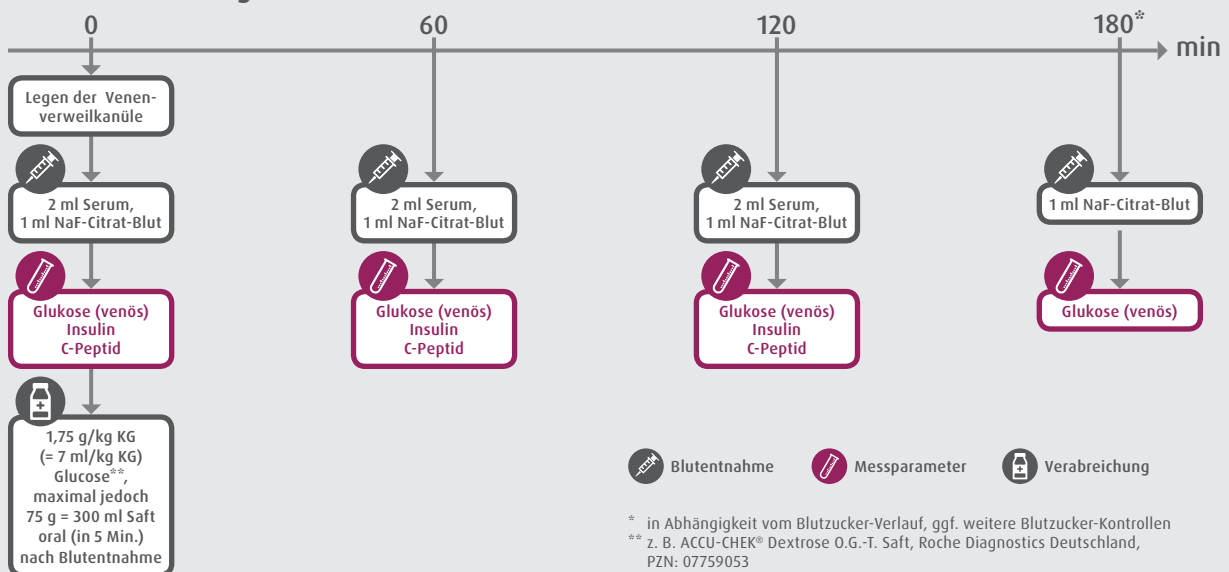 0
60
120
180*
min
Legen der Venen-
verweilkanüle
2 ml Serum,
1 ml NaF-Citrat-Blut
Glukose (venös)
Insulin
C-Peptid
1,75 g/kg KG
(= 7 ml/kg KG)
Glucose**,
maximal jedoch
75 g = 300 ml Saft
oral (in 5 Min.)
nach Blutentnahme
2 ml Serum,
1 ml NaF-Citrat-Blut
Glukose (venös)
Insulin
C-Peptid
2 ml Serum,
1 ml NaF-Citrat-Blut
Glukose (venös)
Insulin
C-Peptid
1 ml NaF-Citrat-Blut
Glukose (venös)
Blutentnahme
Messparameter
Verabreichung
* in Abhängigkeit vom Blutzucker-Verlauf, ggf. weitere Blutzucker-Kontrollen
** z. B. ACCU-CHEK® Dextrose O.G.-T. Saft, Roche Diagnostics Deutschland,
PZN: 07759053